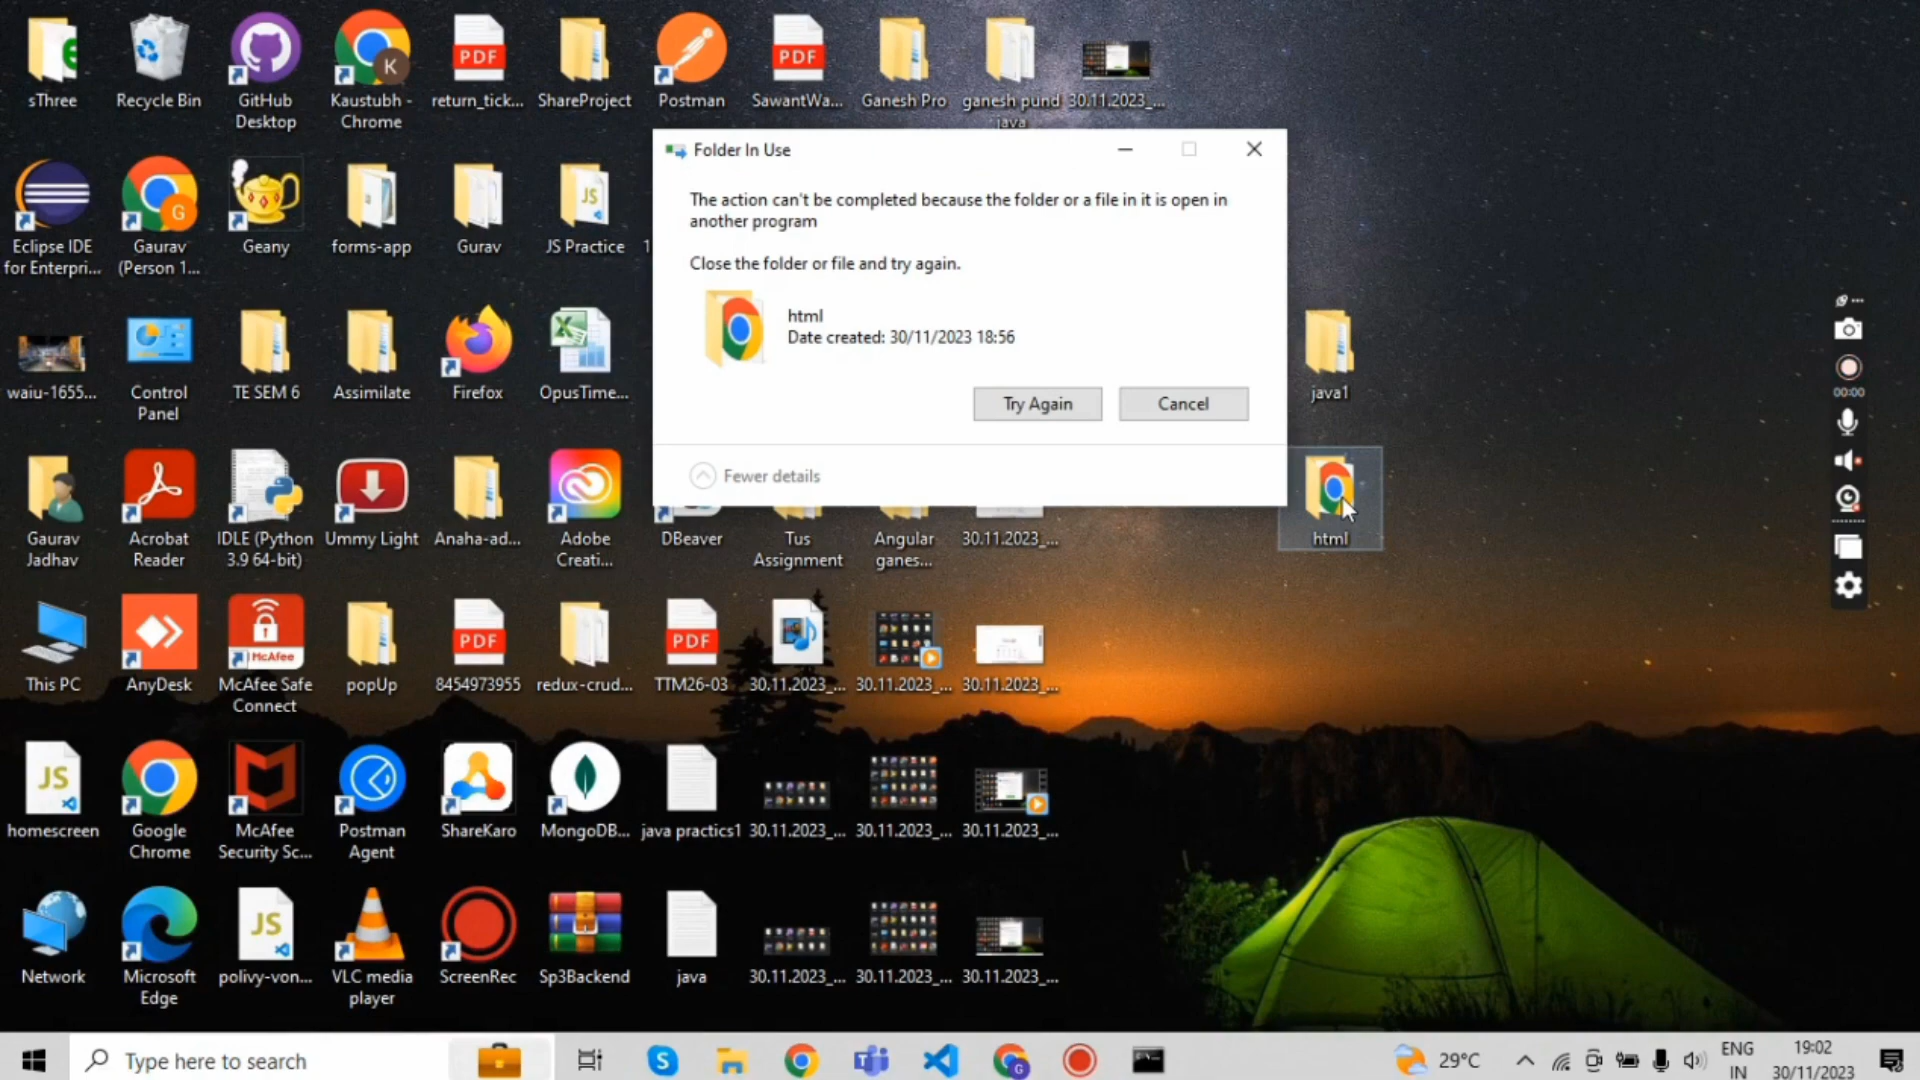 sThree
Recycle Bin
GitHub
Desktop
Kaustubh -
Chrome
return_tick...
ShareProject
Postman
SawantWa...
Ganesh Pro
ganesh pund
java
30.11.2023_...
K
PDF
PDF
Folder In Use
The action can't be completed because the folder or a file in it is open in
another program
Close the folder or file and try again.
html
Date created: 30/11/2023 18:56
Try Again
Cancel
Fewer details
Eclipse IDE
for Enterpri...
Gaurav
(Person 1...
G
Geany
forms-app
Gurav
JS
JS Practice
1
waiu-1655...
Control
Panel
TE SEM 6
Assimilate
Firefox
OpusTime...
java1
00:00
Gaurav
Jadhav
Acrobat
Reader
IDLE (Python
3.9 64-bit)
Ummy Light
Anaha-ad...
Adobe
Creati...
DBeaver
Tus
Assignment
Angular
ganes...
30.11.2023_...
html
This PC
AnyDesk
McAfee
McAfee Safe
Connect
popUp
PDF
8454973955
redux-crud...
PDF
TTM26-03
30.11.2023_...
30.11.2023_...
30.11.2023_...
JS
homescreen
Google
Chrome
McAfee
Security Sc...
Postman
Agent
ShareKaro
MongoDB...
java practics1
30.11.2023_...
30.11.2023_...
30.11.2023_...
Network
Microsoft
Edge
JS
polivy-von...
VLC media
player
ScreenRec
Sp3Backend
java
30.11.2023_...
30.11.2023_...
30.11.2023_...
Type here to search
29°C
ENG
IN
19:02
30/11/2023